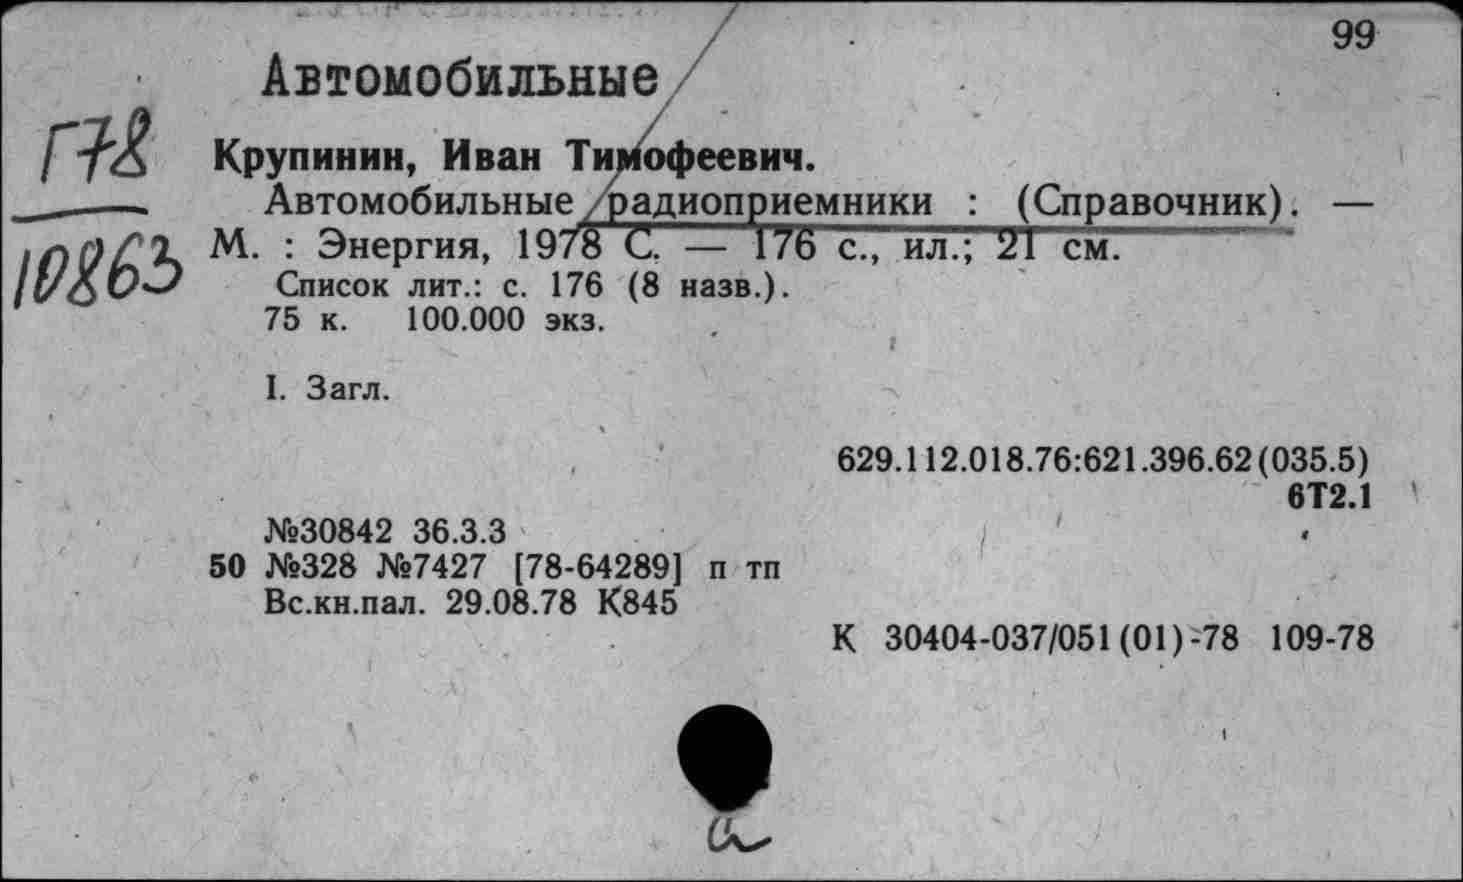 99
Автомобильные
Г78
10863
Крупинин, Иван Тимофеевич.
Автомобильные радиоприемники : (Справочник). —
М. : Энергия, 1978 С. — 176 с., ил.; 21 см.
Список лит.: с. 176 (8 назв.).
75 к. 100.000 экз.
I. Загл.
629.112.018.76:621.396.62(035.5)
6Т2.1
№30842 36.3.3
50 №328 №7427 [78-64289] п тп
Вс.кн.пал. 29.08.78 К845
К 30404-037/051(01)-78 109-78